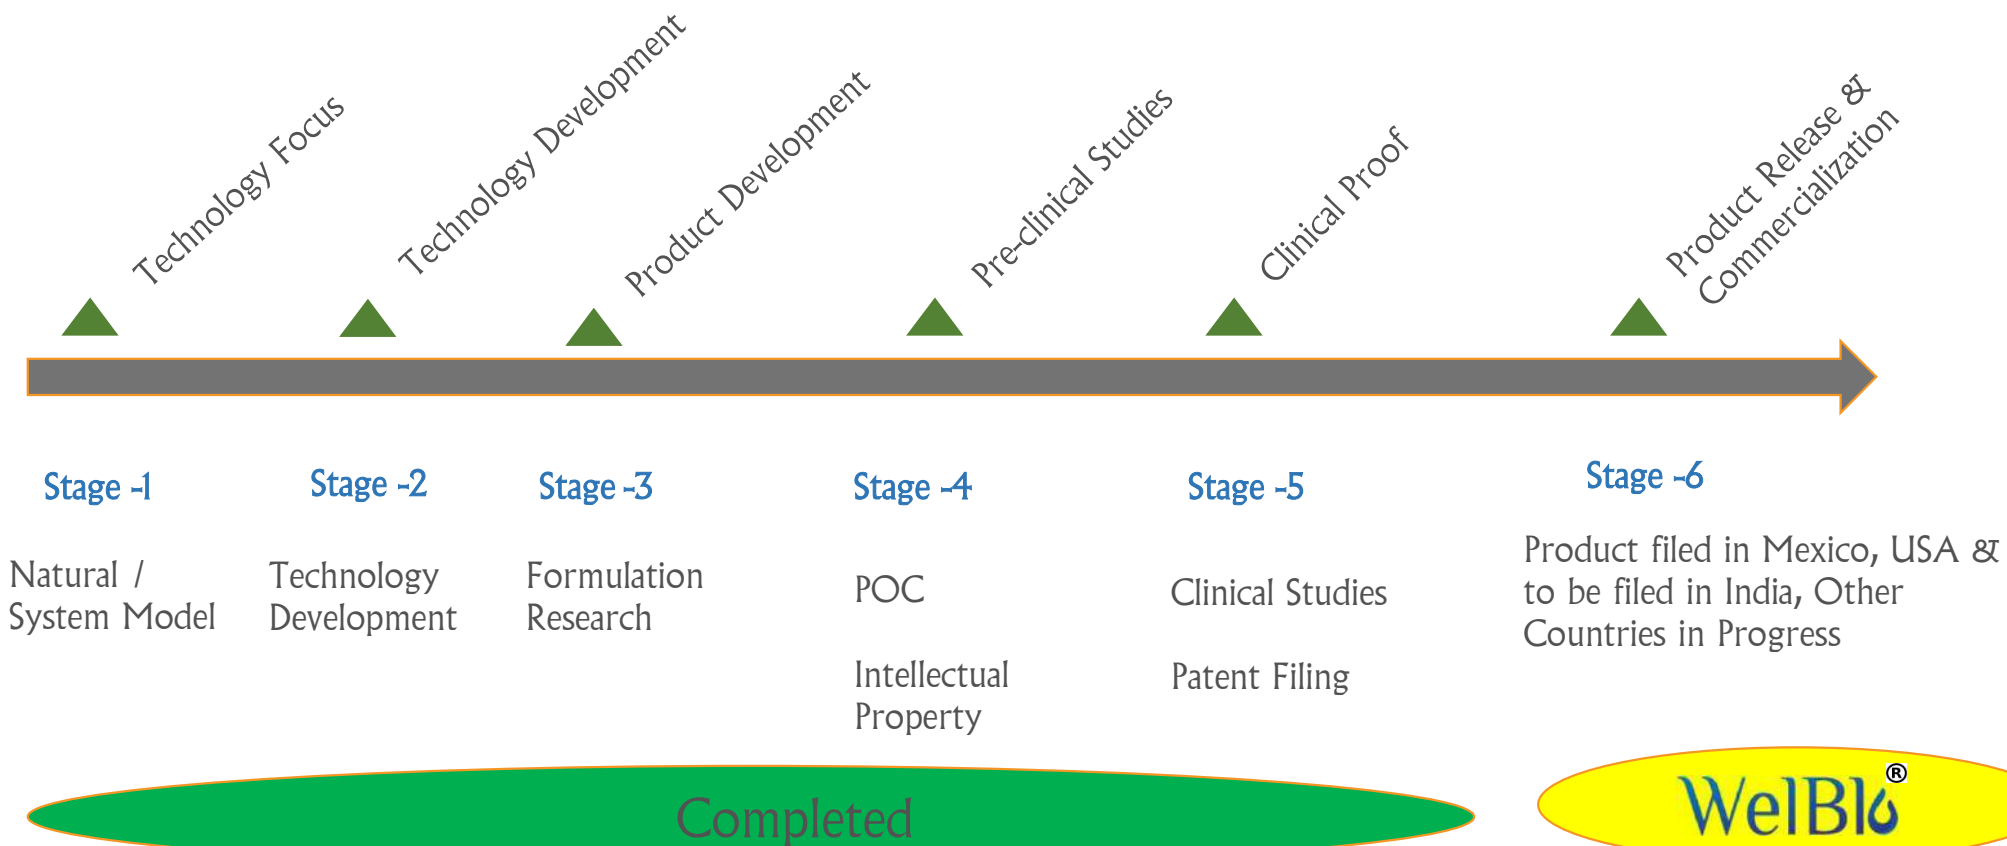 Technology Focus
Technology Development
Product Development
Pre-clinical Studies
Clinical Proof
Product Release &
Commercialization
Stage -1
Stage -2
Stage -3
Stage -4
Stage -5
Stage -6
Natural /
System Model
Technology
Development
Formulation
Research
POC
Intellectual
Property
Clinical Studies
Patent Filing
Product filed in Mexico, USA &
to be filed in India, Other
Countries in Progress
Completed
WelBlo®